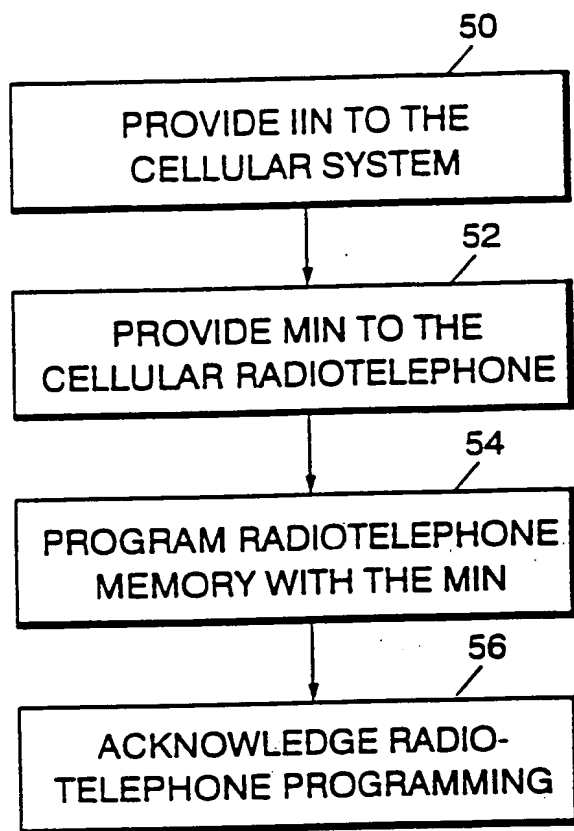 50
PROVIDE IIN TO THE
CELLULAR SYSTEM
52
PROVIDE MIN TO THE
CELLULAR RADIOTELEPHONE
54
PROGRAM RADIOTELEPHONE
MEMORY WITH THE MIN
56
ACKNOWLEDGE RADIO-
TELEPHONE PROGRAMMING